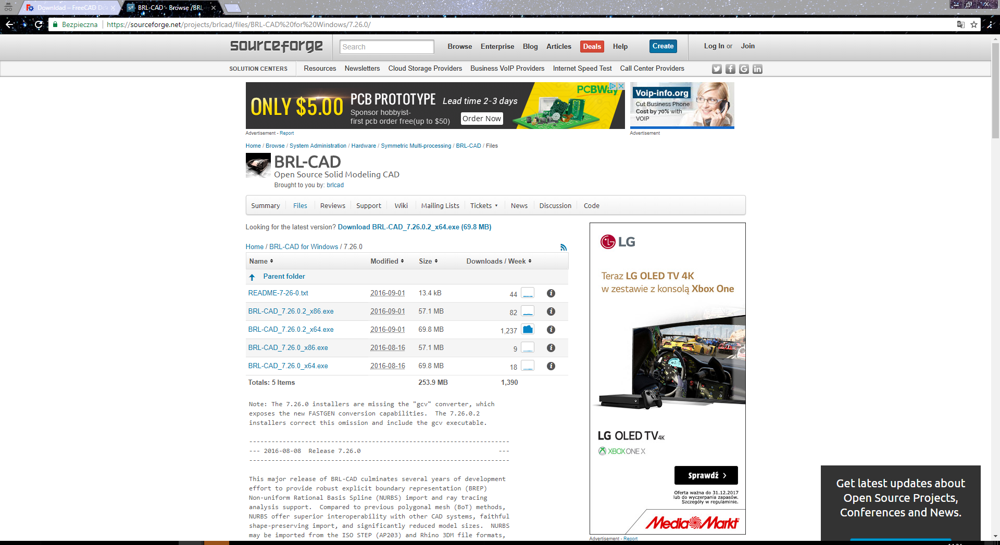 Download – FreeCAD Do
BRL-CAD - Browse /BRL-
Bezpieczna
https://sourceforge.net/projects/brlcad/files/BRL-CAD%20for%20Windows/7.26.0/
sourceforge
Search
Browse Enterprise Blog Articles Deals Help Create Log In or Join
SOLUTION CENTERS Resources Newsletters Cloud Storage Providers Business VoIP Providers Internet Speed Test Call Center Providers
ONLY $5.00
PCB PROTOTYPE
Lead time 2-3 days
Sponsor hobbyist-
first pcb order free(up to $50)
Order Now
PCBWay
Voip-info.org
Cut Business Phone
Cost by 70% with
VOIP
Advertisement - Report
Advertisement
Home / Browse / System Administration / Hardware / Symmetric Multi-processing / BRL-CAD / Files
BRL-CAD
Open Source Solid Modeling CAD
Brought to you by: brlcad
Summary Files Reviews Support Wiki Mailing Lists Tickets News Discussion Code
Looking for the latest version? Download BRL-CAD_7.26.0.2_x64.exe (69.8 MB)
Home / BRL-CAD for Windows / 7.26.0
Name Modified Size Downloads / Week
Parent folder
README-7-26-0.txt 2016-09-01 13.4 kB 44
BRL-CAD_7.26.0.2_x86.exe 2016-09-01 57.1 MB 82
BRL-CAD_7.26.0.2_x64.exe 2016-09-01 69.8 MB 1,237
BRL-CAD_7.26.0_x86.exe 2016-08-16 57.1 MB 9
BRL-CAD_7.26.0_x64.exe 2016-08-16 69.8 MB 18
Totals: 5 Items 253.9 MB 1,390
Note: The 7.26.0 installers are missing the "gcv" converter, which
exposes the new FASTGEN conversion capabilities.  The 7.26.0.2
installers correct this omission and include the gcv executable.
----------------------------------------------------------------------
--- 2016-08-08  Release 7.26.0                                     ---
----------------------------------------------------------------------
This major release of BRL-CAD culminates several years of development
effort to provide robust explicit boundary representation (BREP)
Non-uniform Rational Basis Spline (NURBS) import and ray tracing
analysis support.  Compared to previous polygonal mesh (BoT) methods,
NURBS offer superior interoperability with other CAD systems, faithful
shape-preserving import, and significantly reduced model sizes.  NURBS
may be imported from the ISO STEP (AP203) and Rhino 3DM file formats,
LG
Teraz LG OLED TV 4K
w zestawie z konsolą Xbox One
LG OLED TV4K
XBOX ONE X
Sprawdź >
Oferta ważna do 31.12.2017
lub do wyczerpania zapasów.
Szczegóły w regulaminie.
Media Markt
Advertisement - Report
Get latest updates about
Open Source Projects,
Conferences and News.